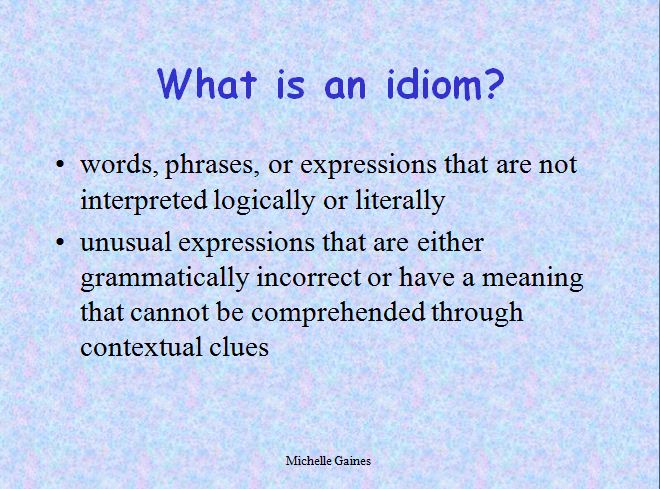 What is an idiom?
• words, phrases, or expressions that are not
interpreted logically or literally
• unusual expressions that are either
grammatically incorrect or have a meaning
that cannot be comprehended through
contextual clues
Michelle Gaines